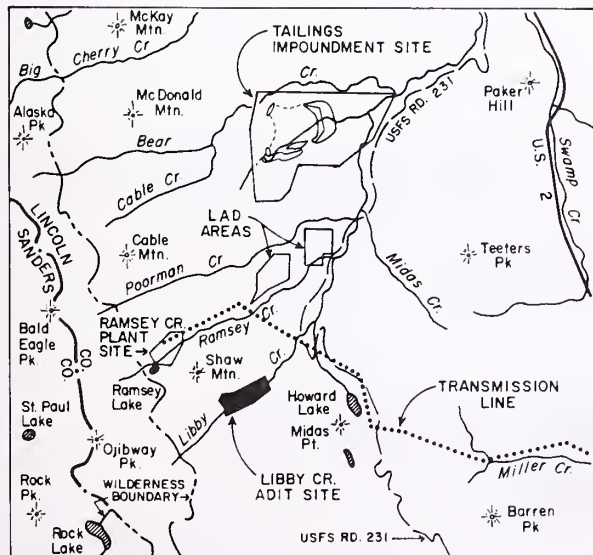 McKay
Mtn.
TAILINGS
IMPOUNDMENT SITE
Big Cherry Cr.
Cr.
McDonald
Mtn.
Alaska
Pk
USFS RD. 231
Paker
Hill
U.S. 2
Swamp Cr
Bear
Cable Cr.
LINCOLN
SANDERS
CO.
CO.
LAD
AREAS
Cable
Mtn.
Teeters
Pk
Poorman Cr
Midas Cr.
RAMSEY CR.
PLANT
SITE
Ramsey Cr.
Bald
Eagle
Pk.
Shaw Mtn.
Ramsey
Lake
Libby Cr.
Howard
Lake
TRANSMISSION
LINE
St. Paul
Lake
Midas
Pt.
Ojibway
Pk.
LIBBY CR.
ADIT SITE
Miller Cr.
WILDERNESS
BOUNDARY
Rock
Pk.
Rock
Lake
Barren
Pk
USFS RD. 231